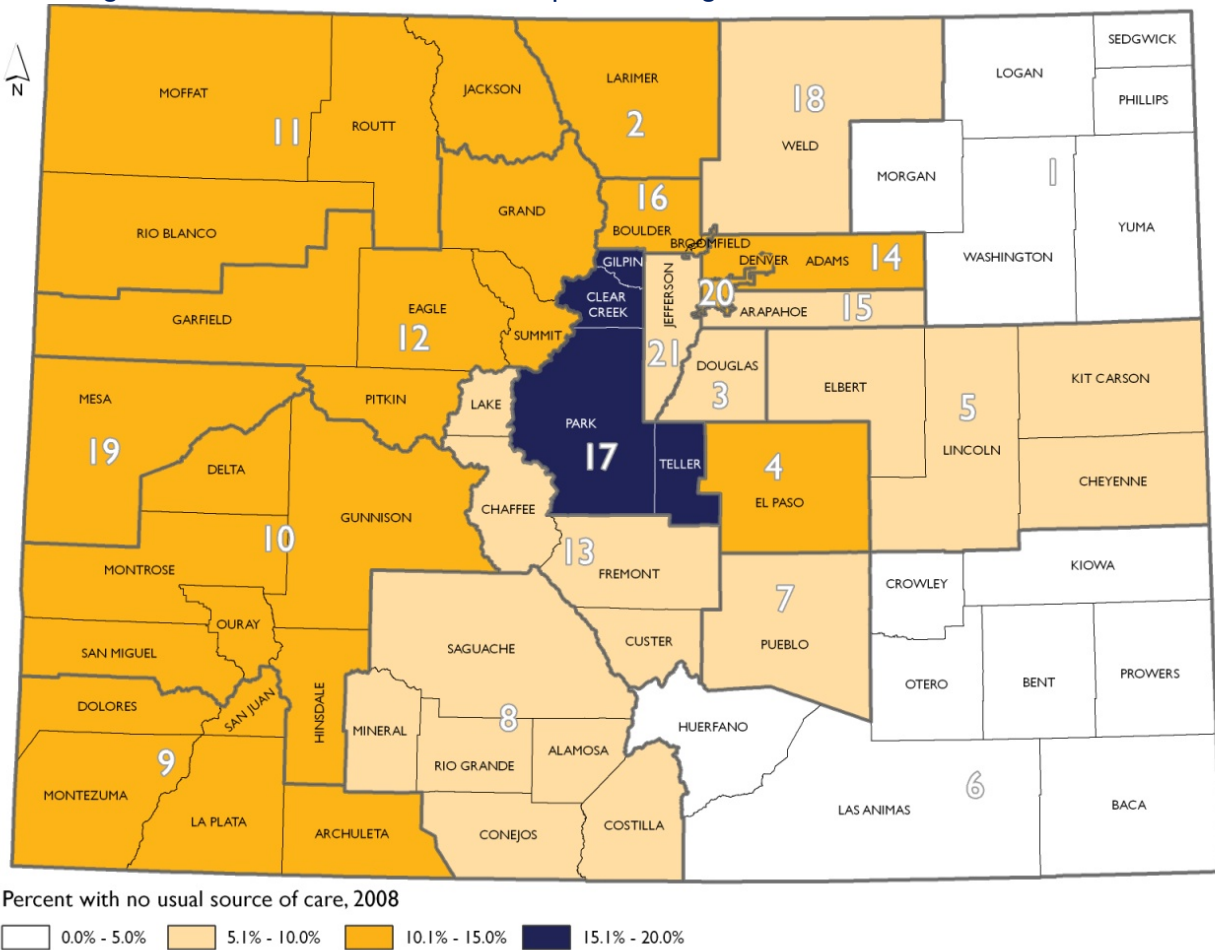 N
SEDGWICK
LOGAN
PHILLIPS
MOFFAT
ROUTT
JACKSON
LARIMER
11
2
18
WELD
MORGAN
1
YUMA
WASHINGTON
RIO BLANCO
GRAND
16
BOULDER
BROOMFIELD
GILPIN
CLEAR
CREEK
JEFFERSON
DENVER
ADAMS
14
20
ARAPAHOE
15
GARFIELD
EAGLE
12
SUMMIT
21
DOUGLAS
3
ELBERT
5
LINCOLN
KIT CARSON
CHEYENNE
MESA
19
PITKIN
LAKE
PARK
17
TELLER
4
EL PASO
DELTA
GUNNISON
10
CHAFFEE
13
FREMONT
MONTROSE
OURAY
SAN MIGUEL
CROWLEY
KIOWA
7
PUEBLO
CUSTER
SAGUACHE
OTERO
BENT
PROWERS
DOLORES
SAN JUAN
HINSDALE
MINERAL
8
RIO GRANDE
ALAMOSA
HUERFANO
9
MONTEZUMA
LA PLATA
ARCHULETA
CONEJOS
COSTILLA
6
LAS ANIMAS
BACA
Percent with no usual source of care, 2008
0.0% - 5.0%
5.1% - 10.0%
10.1% - 15.0%
15.1% - 20.0%